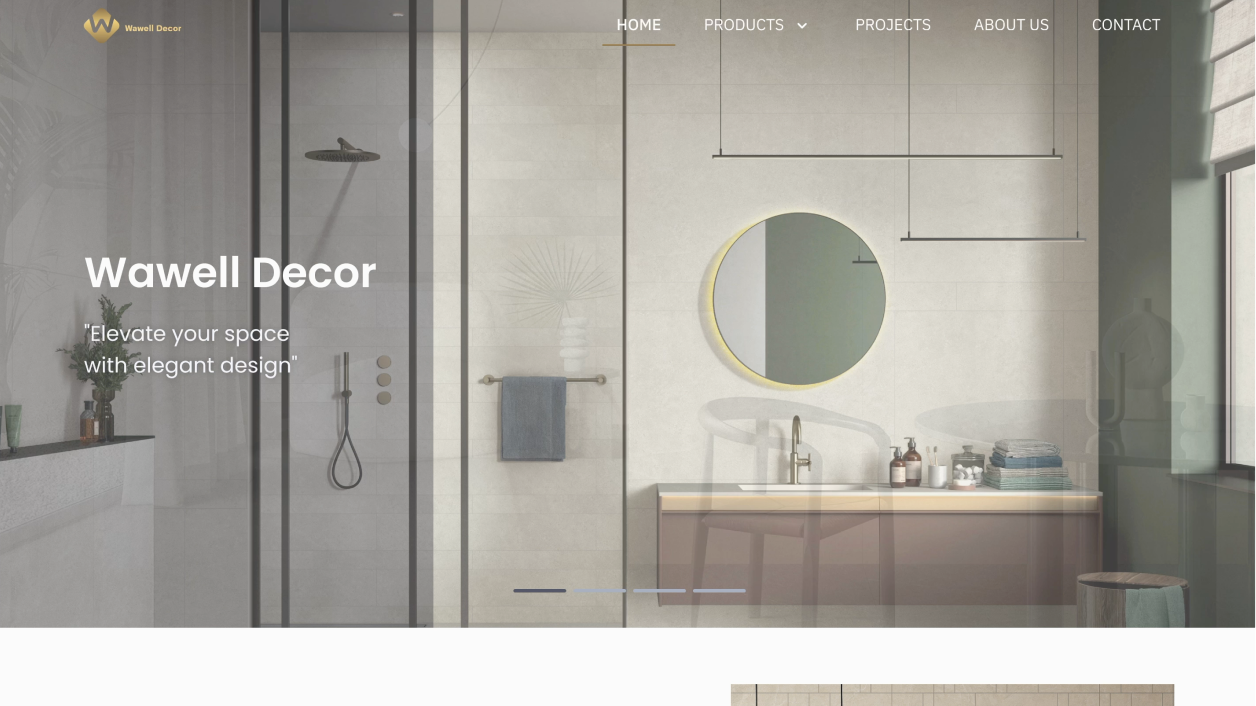 Wawell Decor
HOME
PRODUCTS
PROJECTS
ABOUT US
CONTACT
Wawell Decor
"Elevate your space
with elegant design"